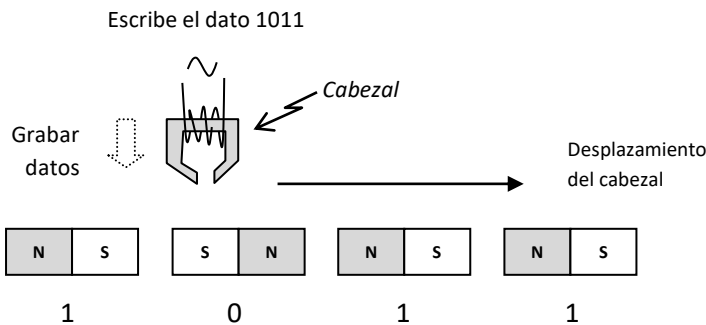 Escribe el dato 1011
Cabezal
Grabar
datos
Desplazamiento
del cabezal
N S S N N S N S
1 0 1 1